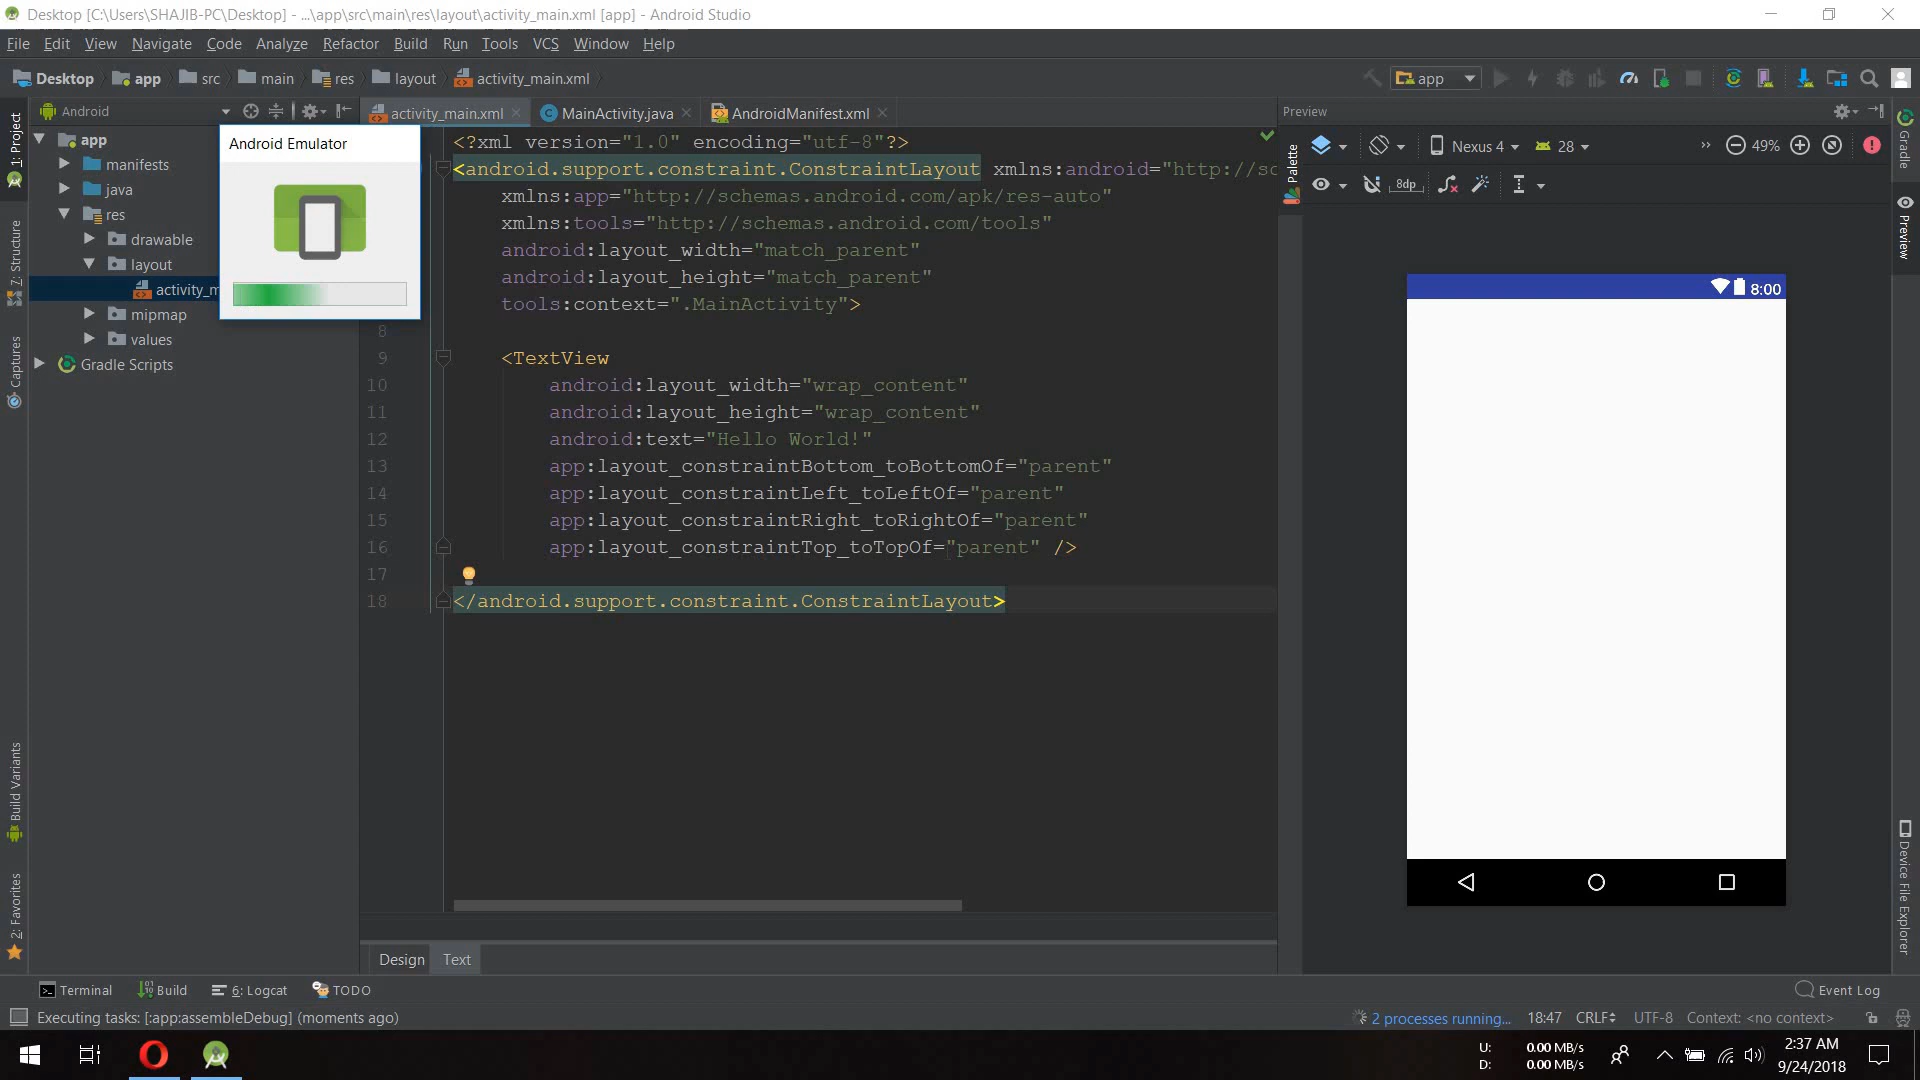 Desktop [C:\Users\SHAJIB-PC\Desktop] - ...\app\src\main\res\layout\activity_main.xml [app] - Android Studio
File Edit View Navigate Code Analyze Refactor Build Run Tools VCS Window Help
Desktop app src main res layout activity_main.xml
app
Android
activity_main.xml MainActivity.java AndroidManifest.xml
Preview
1: Project
Z: Structure
Captures
Build Variants
2: Favorites
app
manifests
java
res
drawable
layout
activity_m
mipmap
values
Gradle Scripts
Android Emulator
<?xml version="1.0" encoding="utf-8"?>
<android.support.constraint.ConstraintLayout xmlns:android="http://sc
xmlns:app="http://schemas.android.com/apk/res-auto"
xmlns:tools="http://schemas.android.com/tools"
android:layout_width="match_parent"
android:layout_height="match_parent"
tools:context=".MainActivity">
8
9 <TextView
10 android:layout_width="wrap_content"
11 android:layout_height="wrap_content"
12 android:text="Hello World!"
13 app:layout_constraintBottom_toBottomOf="parent"
14 app:layout_constraintLeft_toLeftOf="parent"
15 app:layout_constraintRight_toRightOf="parent"
16 app:layout_constraintTop_toTopOf="parent" />
17
18 </android.support.constraint.ConstraintLayout>
Design Text
Palette
Nexus 4 28 49%
8dp
8:00
Gradle
Preview
Device File Explorer
Terminal Build 6: Logcat TODO Event Log
Executing tasks: [:app:assembleDebug] (moments ago) 2 processes running... 18:47 CRLF UTF-8 Context: <no context>
U: 0.00 MB/s
D: 0.00 MB/s
2:37 AM
9/24/2018